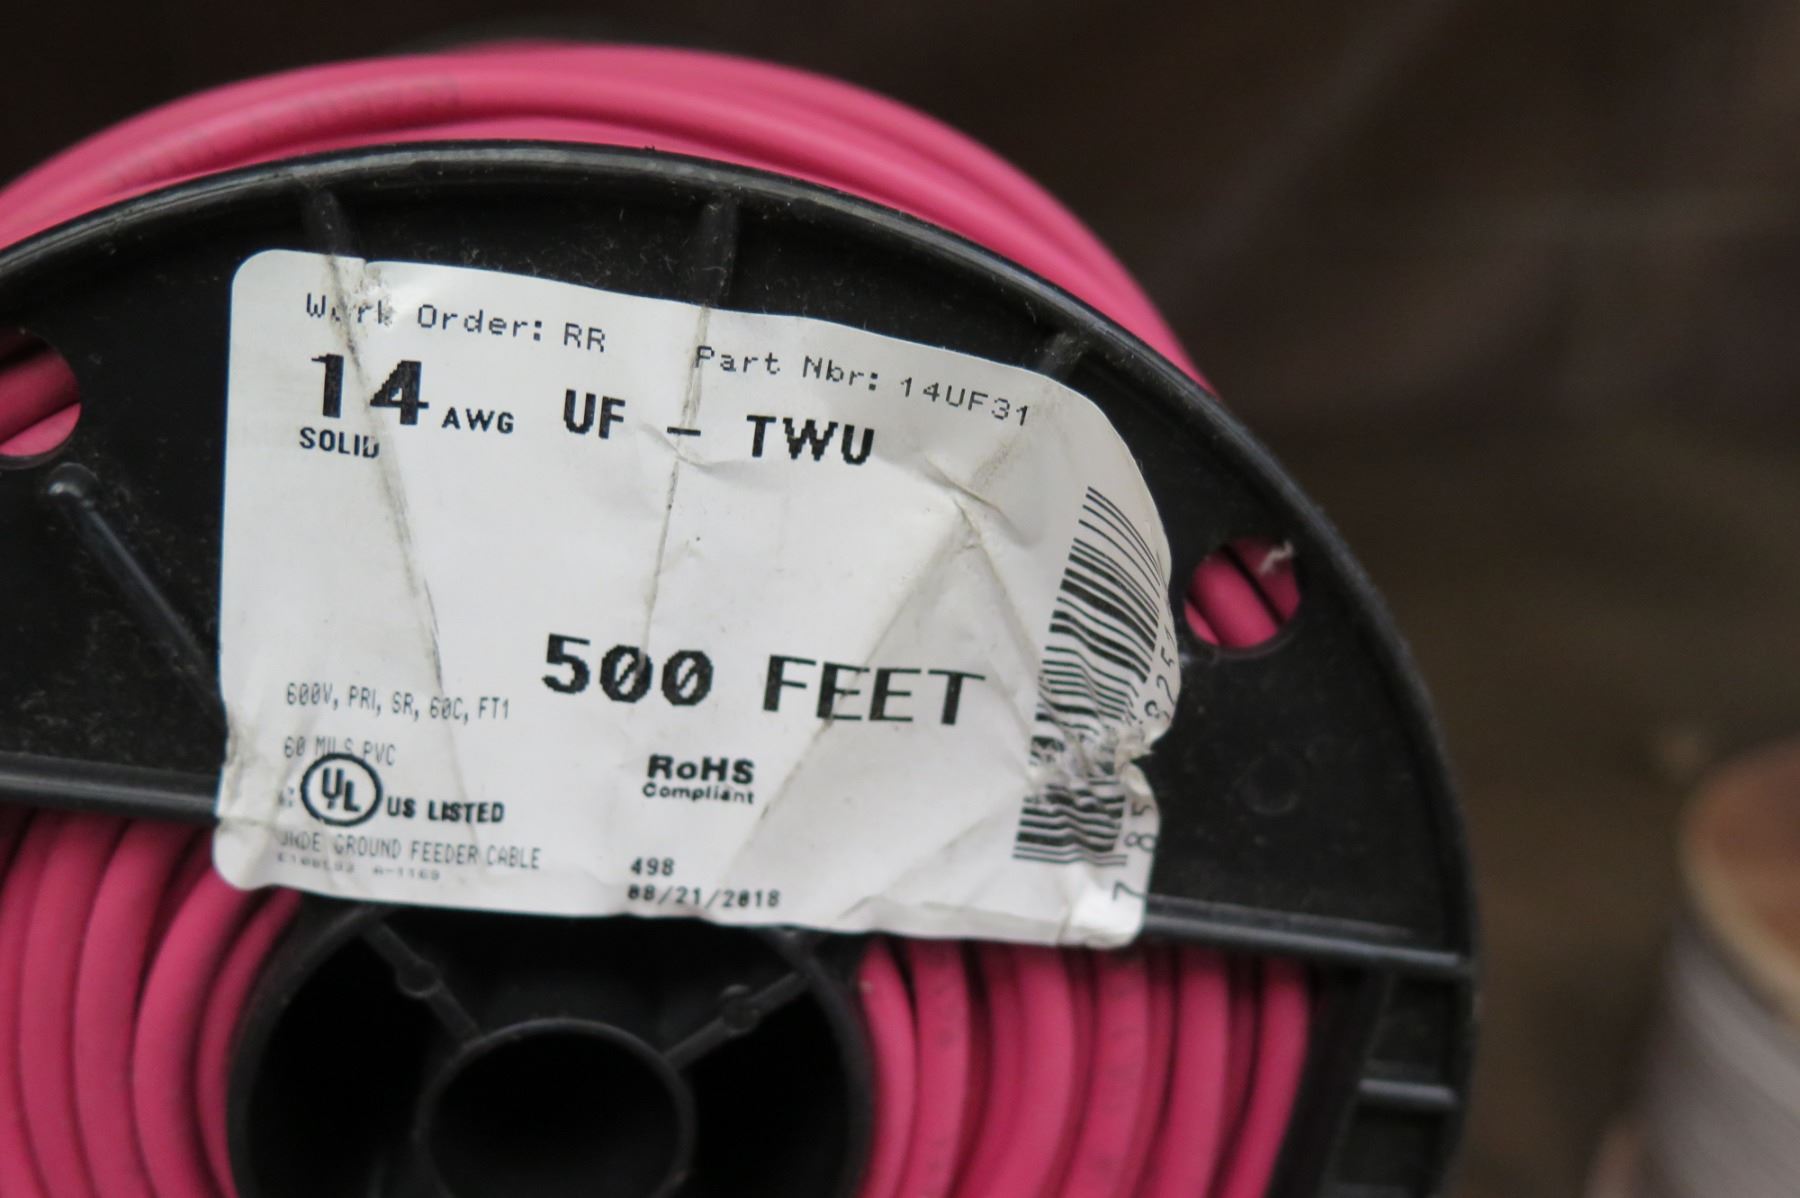 Work Order: RR
Part Nbr: 14UF31
14 AWG UF - TWU
SOLID
500 FEET
600V, PRI, SR, 60C, FT1
60 MILS PVC
UL US LISTED
RoHS
Compliant
GROUND FEEDER CABLE
498
08/21/2018